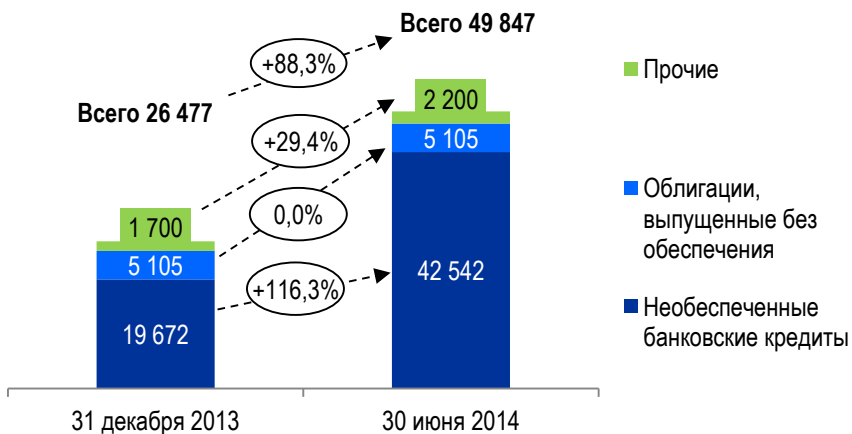 Всего 49 847
+88,3%
Всего 26 477
+29,4%
0,0%
+116,3%
2 200
5 105
42 542
1 700
5 105
19 672
31 декабря 2013
30 июня 2014
Прочие
Облигации,
выпущенные без
обеспечения
Необеспеченные
банковские кредиты